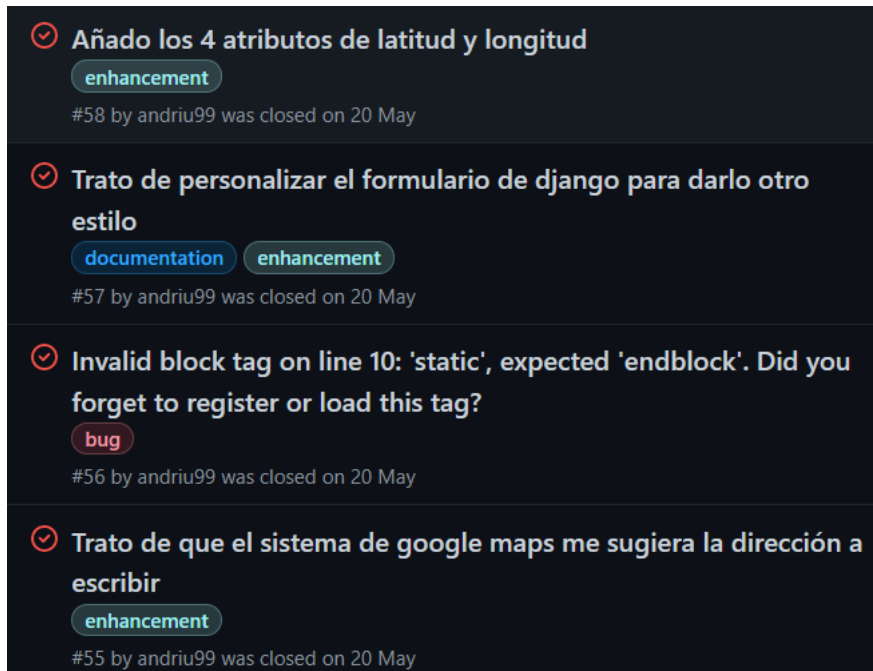 Añado los 4 atributos de latitud y longitud
enhancement
#58 by andriu99 was closed on 20 May
Trato de personalizar el formulario de django para darlo otro
estilo
documentation enhancement
#57 by andriu99 was closed on 20 May
Invalid block tag on line 10: 'static', expected 'endblock'. Did you
forget to register or load this tag?
bug
#56 by andriu99 was closed on 20 May
Trato de que el sistema de google maps me sugiera la dirección a
escribir
enhancement
#55 by andriu99 was closed on 20 May